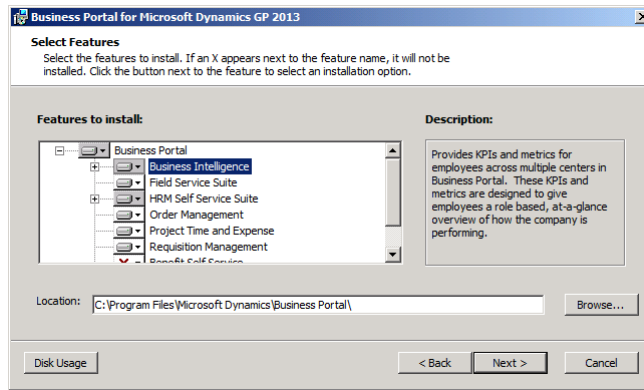 Business Portal for Microsoft Dynamics GP 2013
Select Features
Select the features to install. If an X appears next to the feature name, it will not be
installed. Click the button next to the feature to select an installation option.
Features to install:
Business Portal
Business Intelligence
Field Service Suite
HRM Self Service Suite
Order Management
Project Time and Expense
Requisition Management
Benefit Self Service
Description:
Provides KPIs and metrics for
employees across multiple centers in
Business Portal. These KPIs and
metrics are designed to give
employees a role based, at-a-glance
overview of how the company is
performing.
Location:
C:\Program Files\Microsoft Dynamics\Business Portal\
Browse...
Disk Usage
< Back
Next >
Cancel